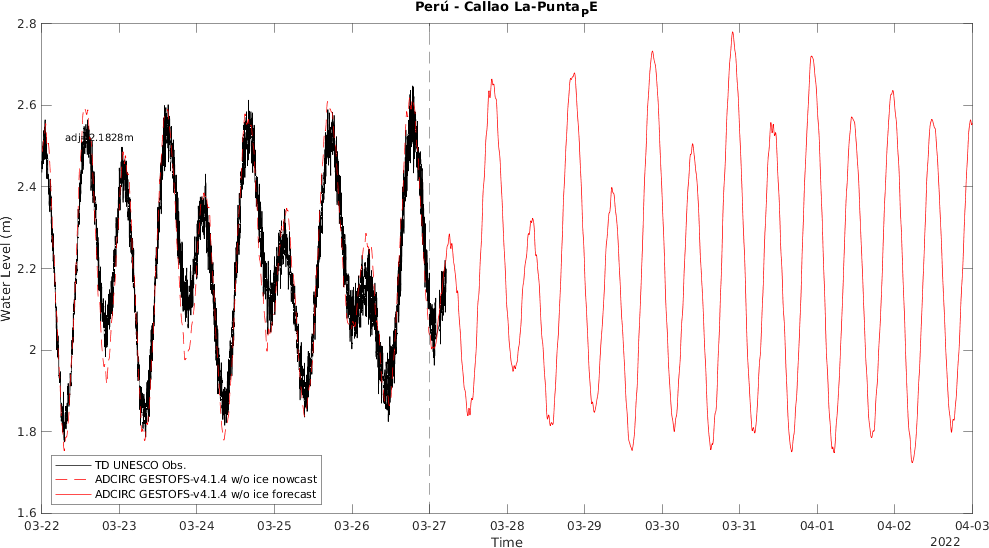 Perú - Callao La-PuntaPE
2.8
2.6
2.4
2.2
2
1.8
1.6
Water Level (m)
TD UNESCO Obs.
ADCIRC GESTOFS-v4.1.4 w/o ice nowcast
ADCIRC GESTOFS-v4.1.4 w/o ice forecast
03-22 03-23 03-24 03-25 03-26 03-27 03-28 03-29 03-30 03-31 04-01 04-02 04-03
Time
2022